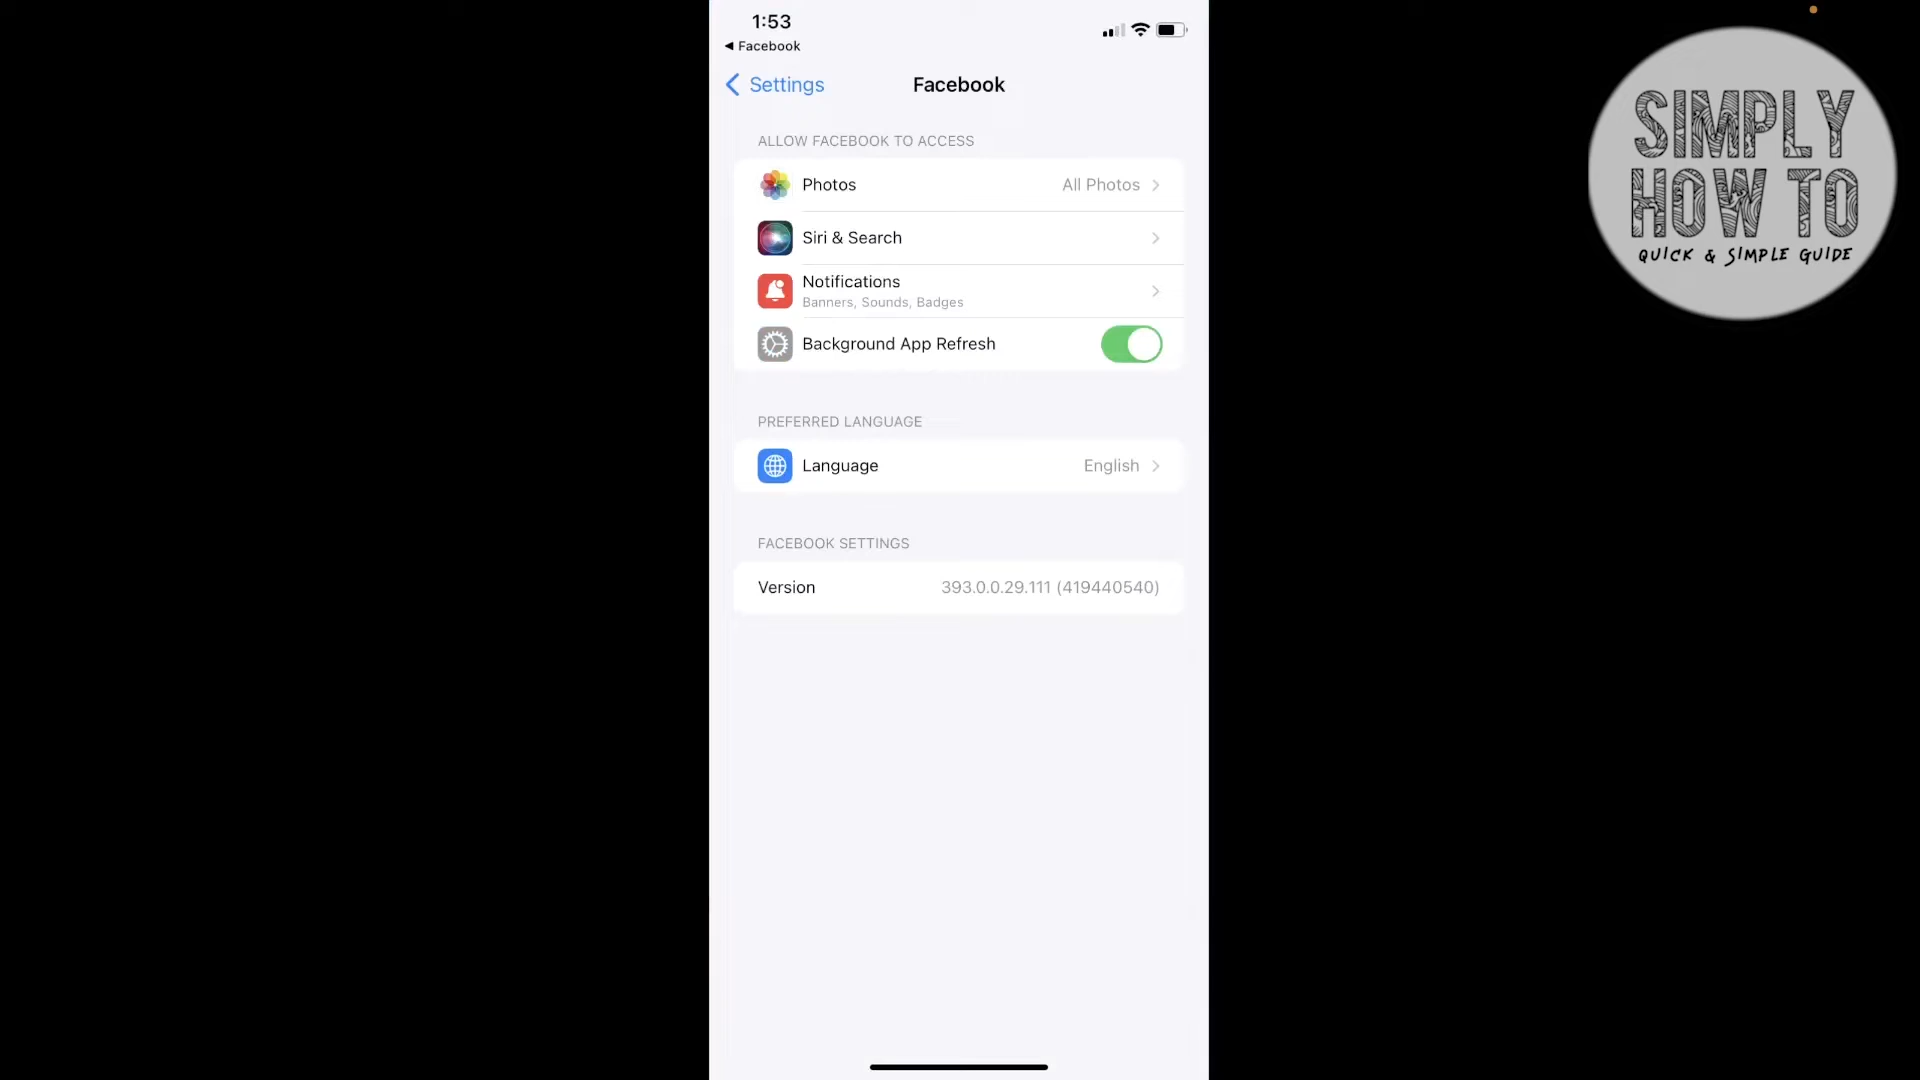 1:53
Facebook
Settings
Facebook
ALLOW FACEBOOK TO ACCESS
Photos
All Photos
Siri & Search
Notifications
Banners, Sounds, Badges
Background App Refresh
PREFERRED LANGUAGE
Language
English
FACEBOOK SETTINGS
Version
393.0.0.29.111 (419440540)
SIMPLY
HOW TO
QUICK & SIMPLE GUIDE